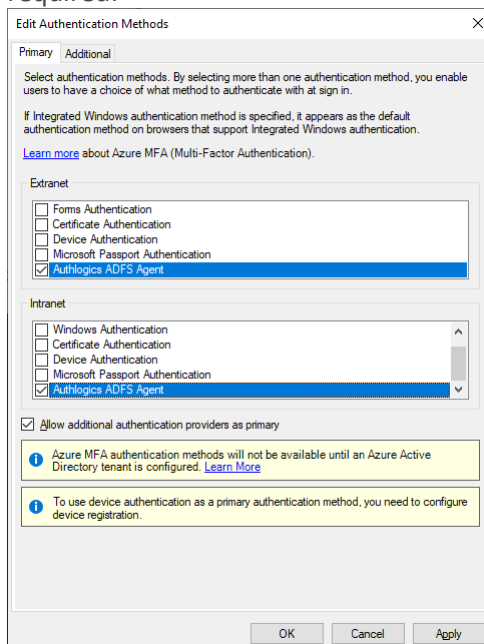 required.
Edit Authentication Methods
Primary Additional
Select authentication methods. By selecting more than one authentication method, you enable
users to have a choice of what method to authenticate with at sign in.
If Integrated Windows authentication method is specified, it appears as the default
authentication method on browsers that support Integrated Windows authentication.
Learn more about Azure MFA (Multi-Factor Authentication).
Extranet
Forms Authentication
Certificate Authentication
Device Authentication
Microsoft Passport Authentication
Authlogics ADFS Agent
Intranet
Windows Authentication
Certificate Authentication
Device Authentication
Microsoft Passport Authentication
Authlogics ADFS Agent
Allow additional authentication providers as primary
Azure MFA authentication methods will not be available until an Azure Active
Directory tenant is configured. Learn More
To use device authentication as a primary authentication method, you need to configure
device registration.
OK Cancel Apply